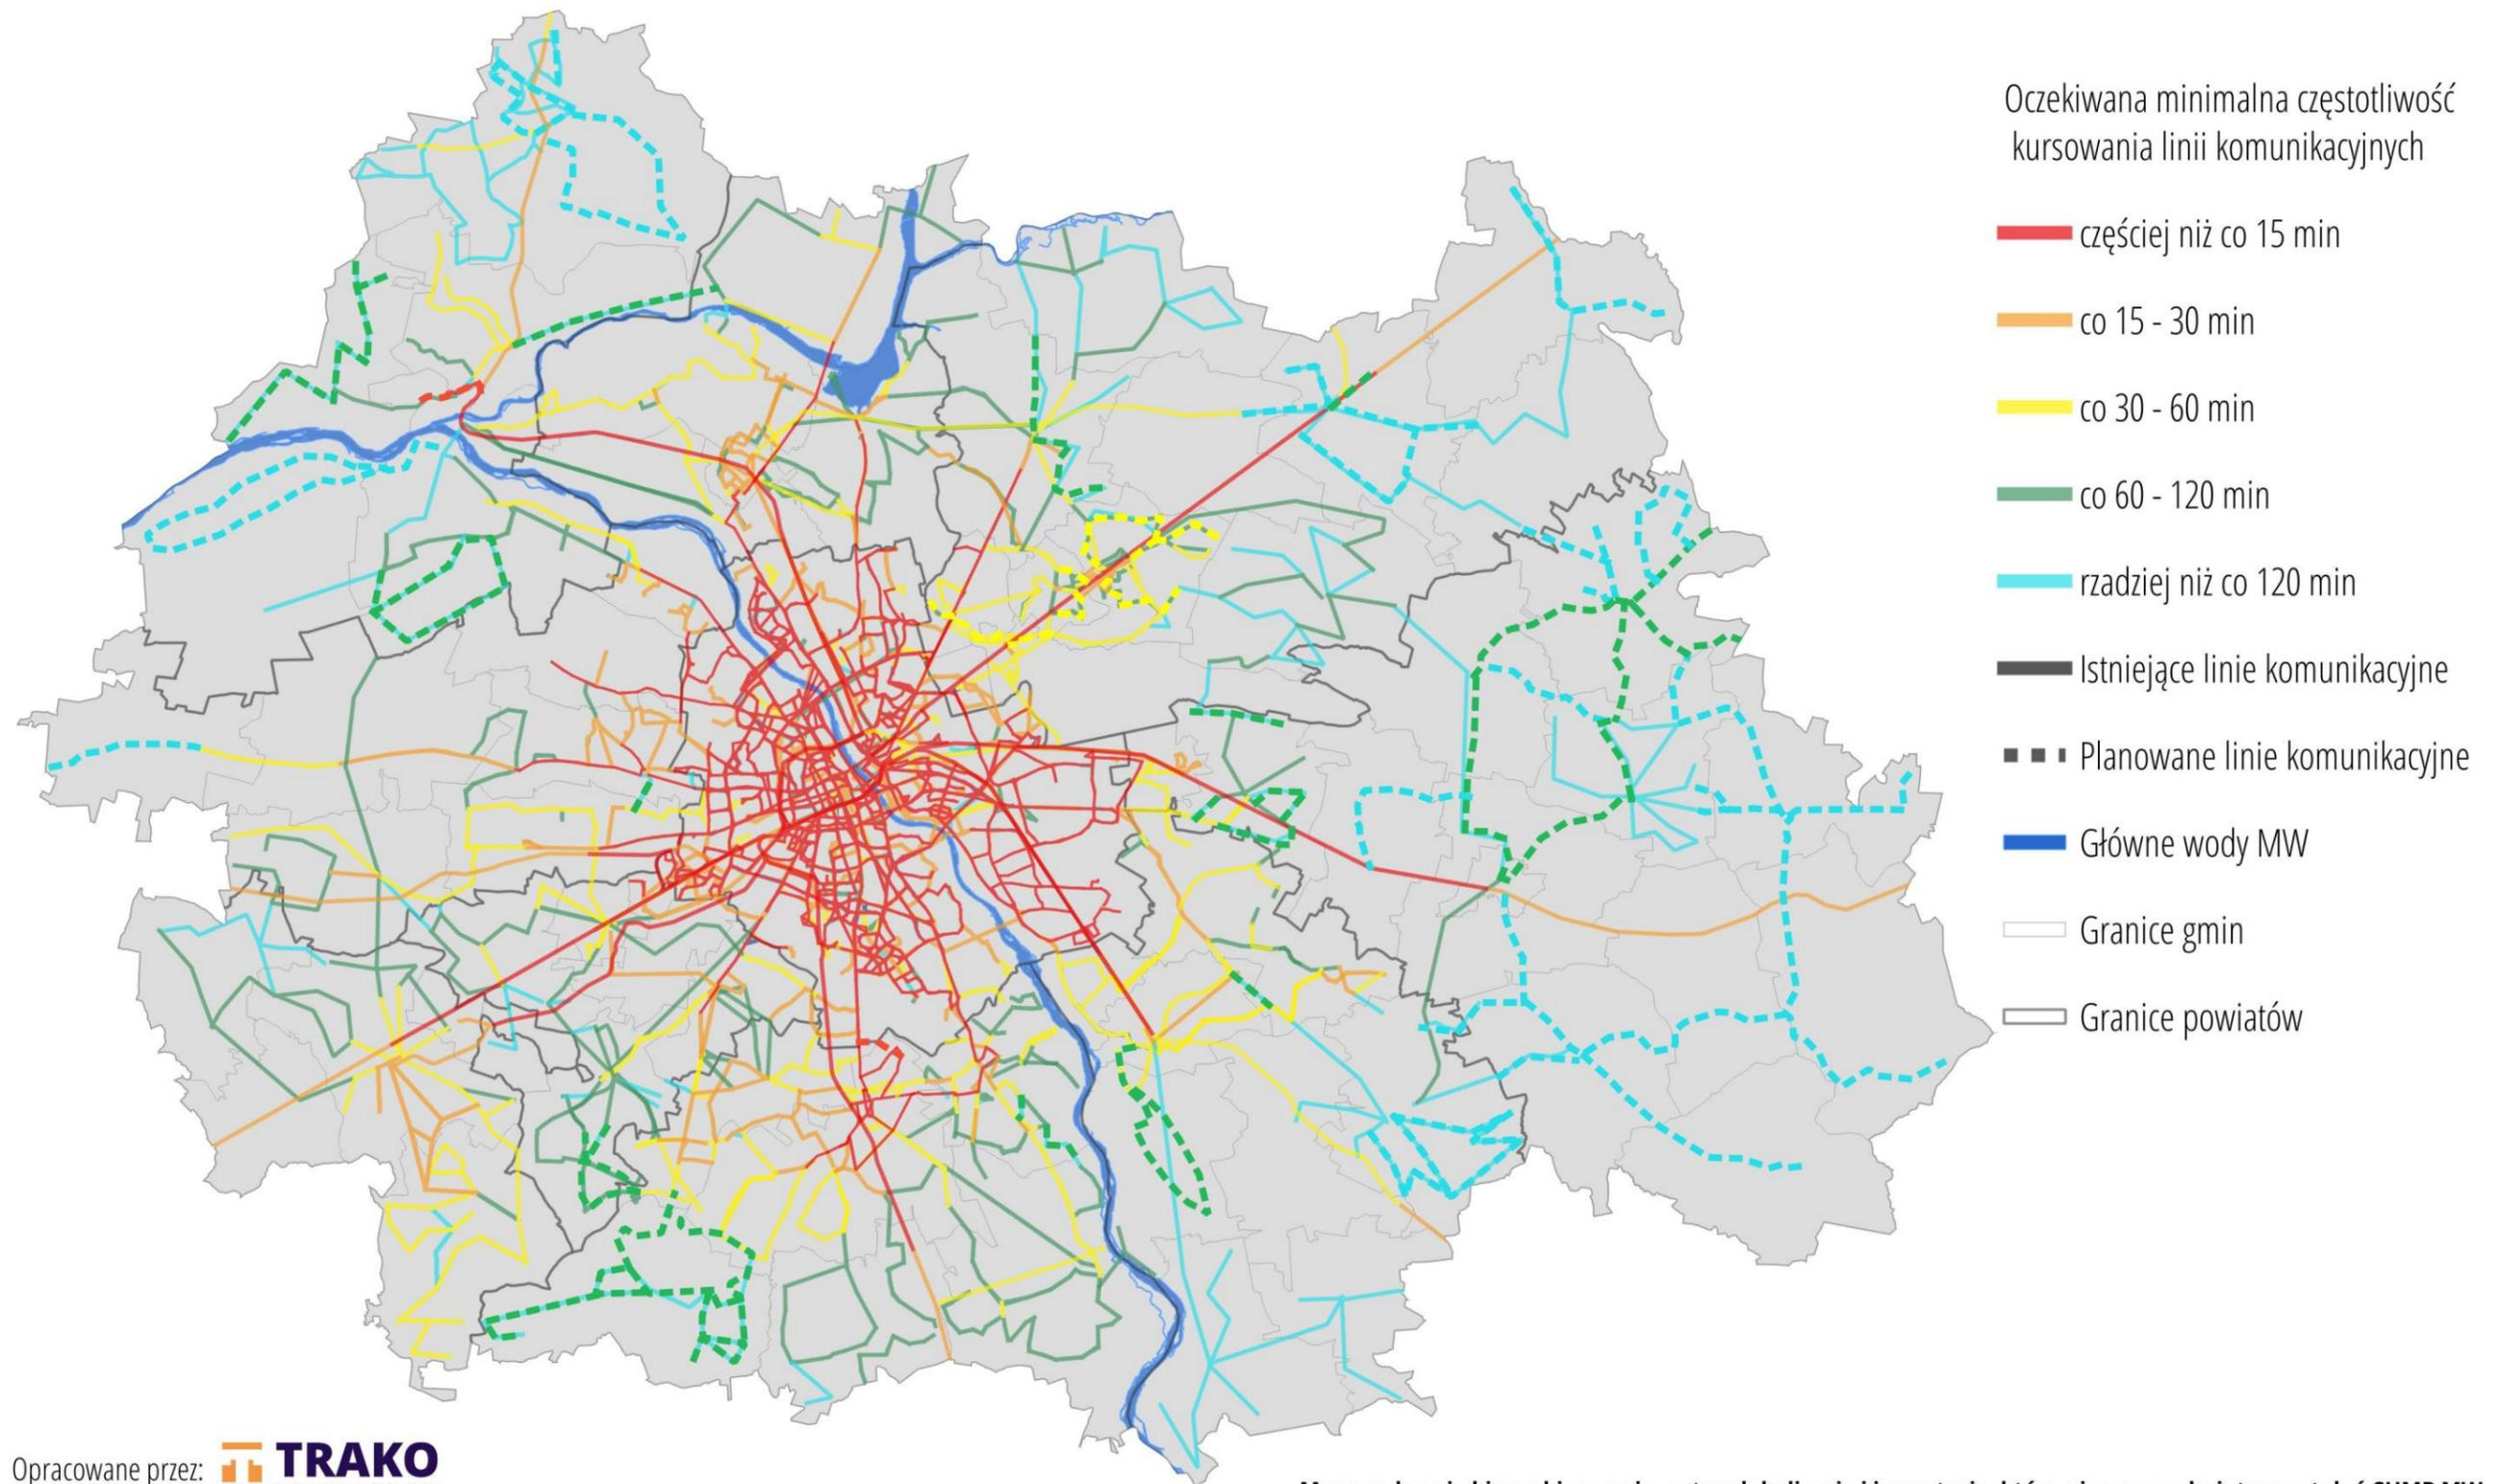 Oczekiwana minimalna częstotliwość
kursowania linii komunikacyjnych
częściej niż co 15 min
co 15 - 30 min
co 30 - 60 min
co 60 - 120 min
rzadziej niż co 120 min
Istniejące linie komunikacyjne
Planowane linie komunikacyjne
Główne wody MW
Granice gmin
Granice powiatów
Opracowane przez: TRAKO